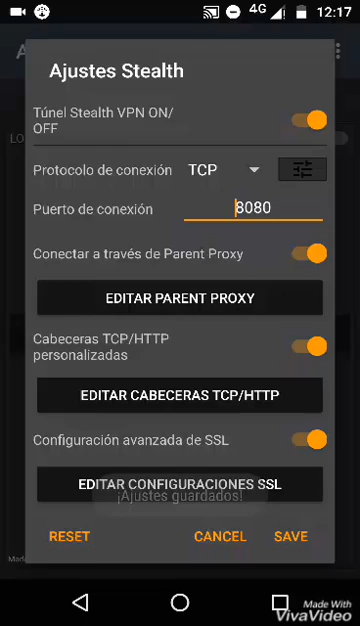 4G 12:17
Ajustes Stealth
Túnel Stealth VPN ON/
OFF
Protocolo de conexión TCP
Puerto de conexión 8080
Conectar a través de Parent Proxy
EDITAR PARENT PROXY
Cabeceras TCP/HTTP
personalizadas
EDITAR CABECERAS TCP/HTTP
Configuración avanzada de SSL
EDITAR CONFIGURACIONES SSL
¡Ajustes guardados!
RESET CANCEL SAVE
Made With
VivaVideo